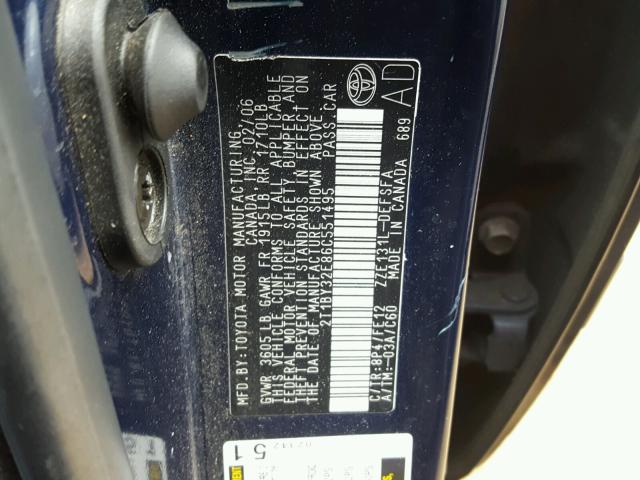 MFD.BY:TOYOTA MOTOR MANUFACTURING
CANADA, INC. 02/06
GVWR 3605LB GAWR FR 1945LB RR 1710LB
THIS VEHICLE CONFORMS TO ALL APPLICABLE
FEDERAL MOTOR VEHICLE SAFETY, BUMPER AND
THEFT PREVENTION STANDARDS IN EFFECT ON
THE DATE OF MANUFACTURE SHOWN ABOVE.
2T1BY32E86C551495 PASS.CAR
C/TR:8P4/FE12 ZZE131L-DEFSFA
A/TM:-03A/C60 MADE IN CANADA 689
AD
51